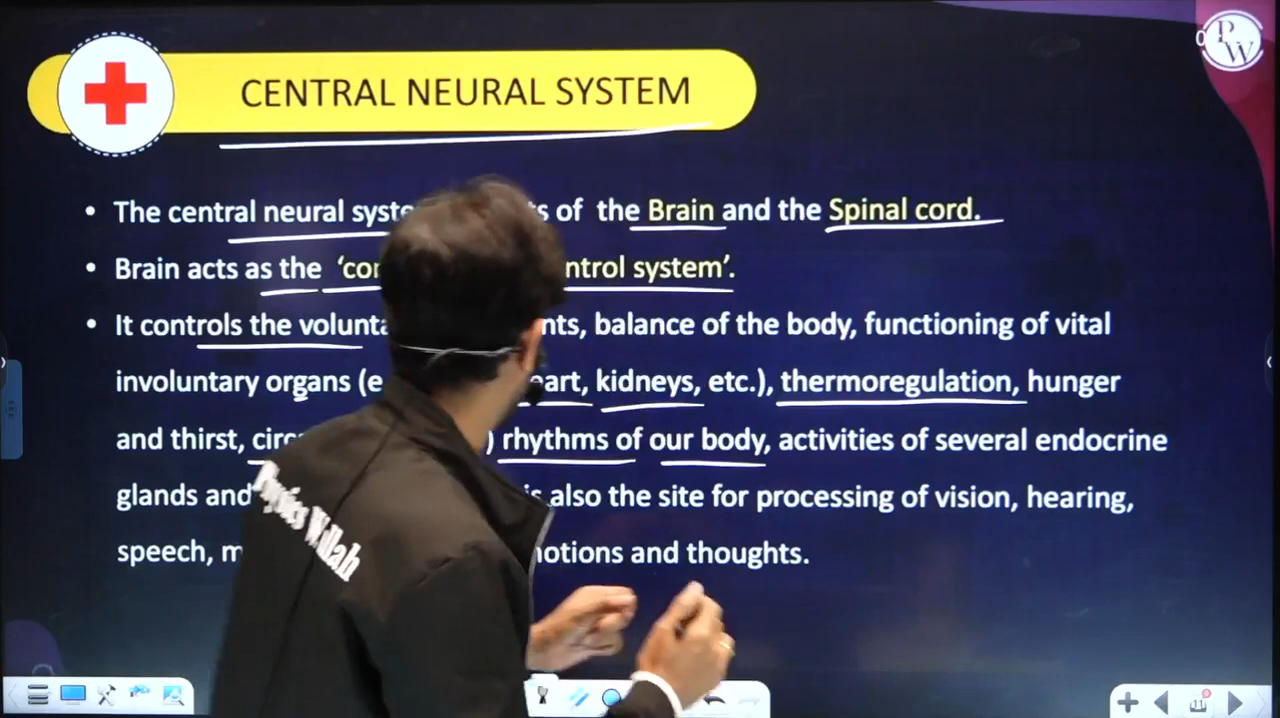 CENTRAL NEURAL SYSTEM
PW
• The central neural syste s of the Brain and the Spinal cord.
• Brain acts as the ‘con ntrol system’.
• It controls the volunta nts, balance of the body, functioning of vital
involuntary organs (e eart, kidneys, etc.), thermoregulation, hunger
and thirst, circa ) rhythms of our body, activities of several endocrine
glands and is also the site for processing of vision, hearing,
speech, m notions and thoughts.
Physics Wallah